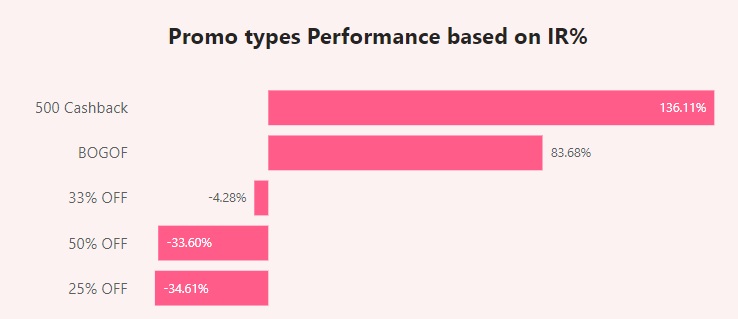 Promo types Performance based on IR%
500 Cashback 136.11%
BOGOF 83.68%
33% OFF -4.28%
50% OFF -33.60%
25% OFF -34.61%